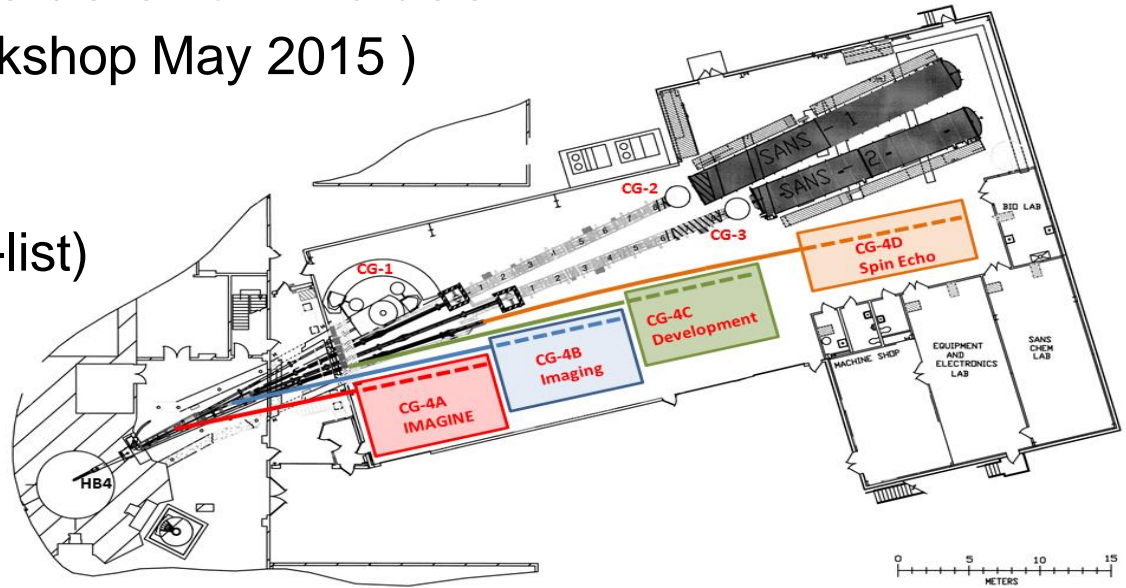 kshop May 2015 )
list)
SANS - 1
SANS - 2 -
CG-2
CG-3
CG-1
BIO LAB
CG-4D
Spin Echo
CG-4C
Development
CG-4B
Imaging
CG-4A
IMAGINE
MACHINE SHOP
EQUIPMENT
AND
ELECTRONICS
LAB
SANS
CHEM
LAB
HB4
0 5 10 15
METERS